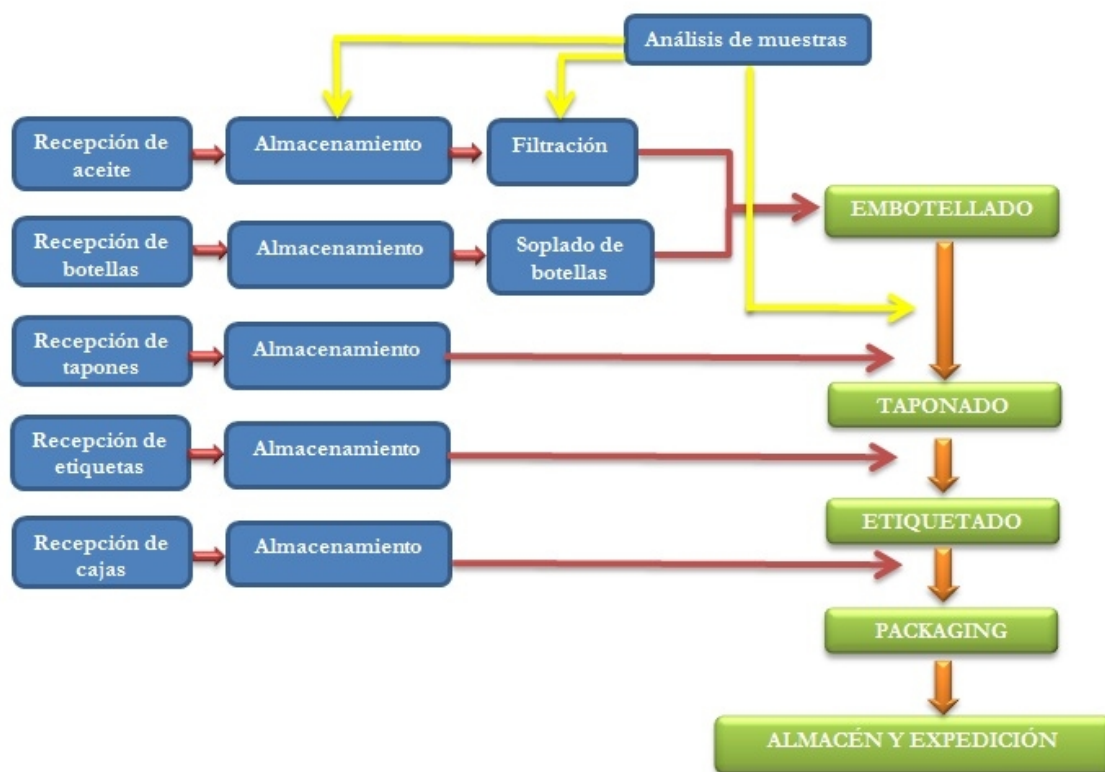 Análisis de muestras
Recepción de
aceite
Almacenamiento
Filtración
EMBOTELLADO
Recepción de
botellas
Almacenamiento
Soplado de
botellas
Recepción de
tapones
Almacenamiento
TAPONADO
Recepción de
etiquetas
Almacenamiento
ETIQUETADO
Recepción de
cajas
Almacenamiento
PACKAGING
ALMACÉN Y EXPEDICIÓN